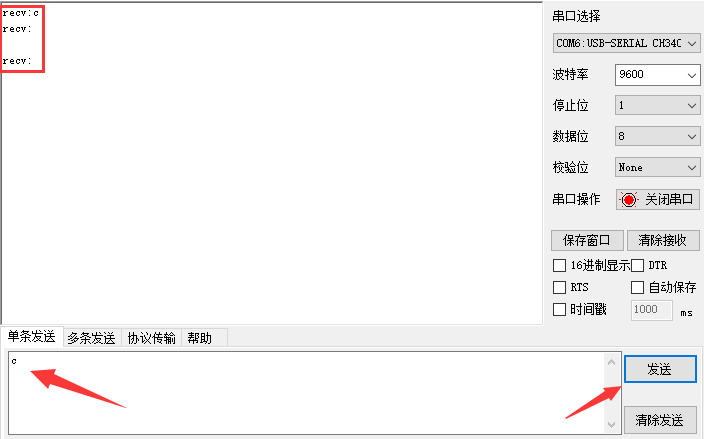 recv:c
recv:
recv:
串口选择
COM6:USB-SERIAL CH340
波特率 9600
停止位 1
数据位 8
校验位 None
串口操作 关闭串口
保存窗口 清除接收
16进制显示 DTR
RTS 自动保存
时间戳 1000 ms
单条发送 多条发送 协议传输 帮助
c
发送
清除发送